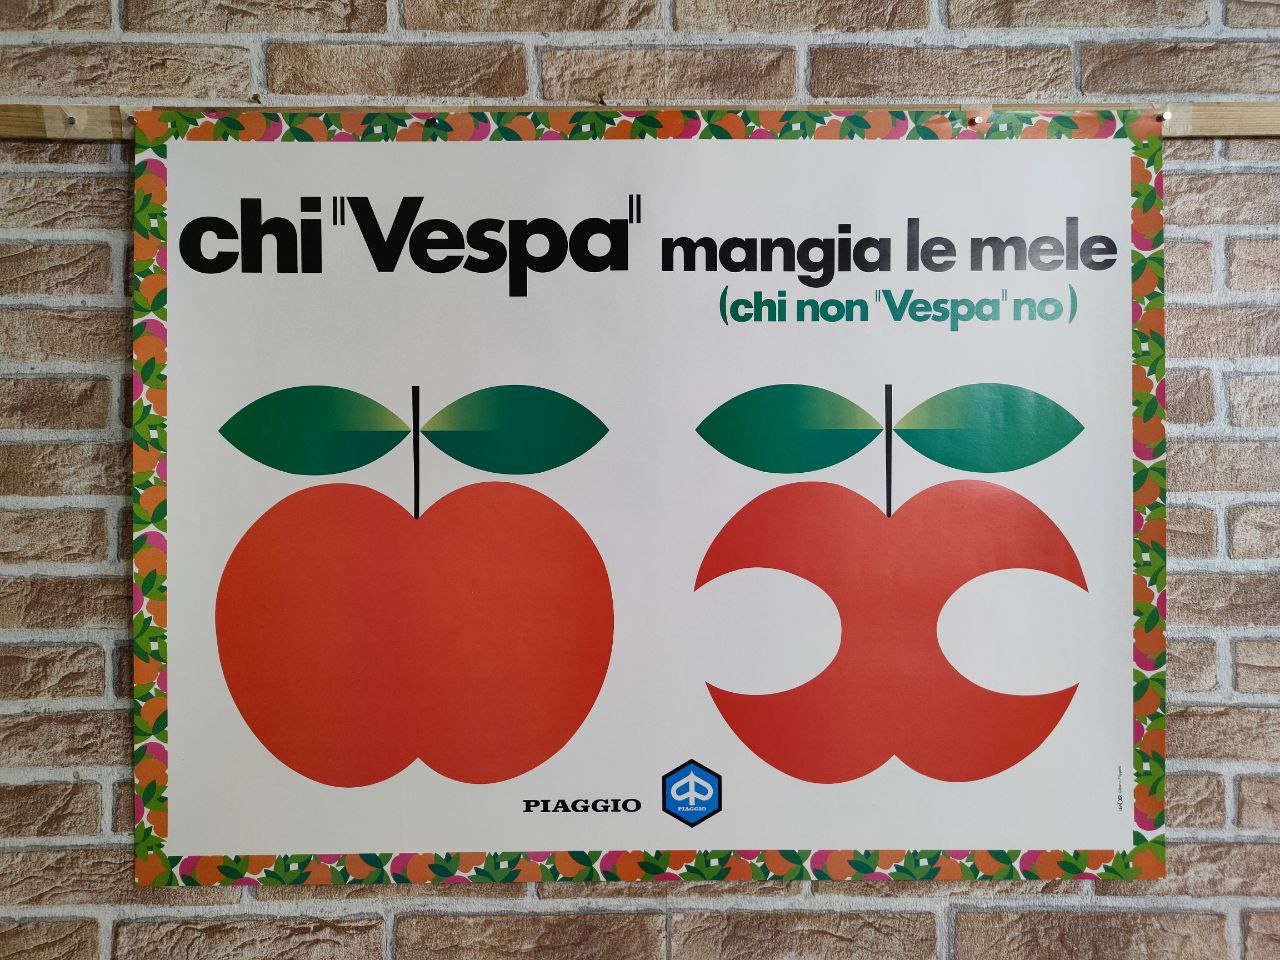 chi "Vespa" mangia le mele
(chi non "Vespa" no)
PIAGGIO
PIAGGIO